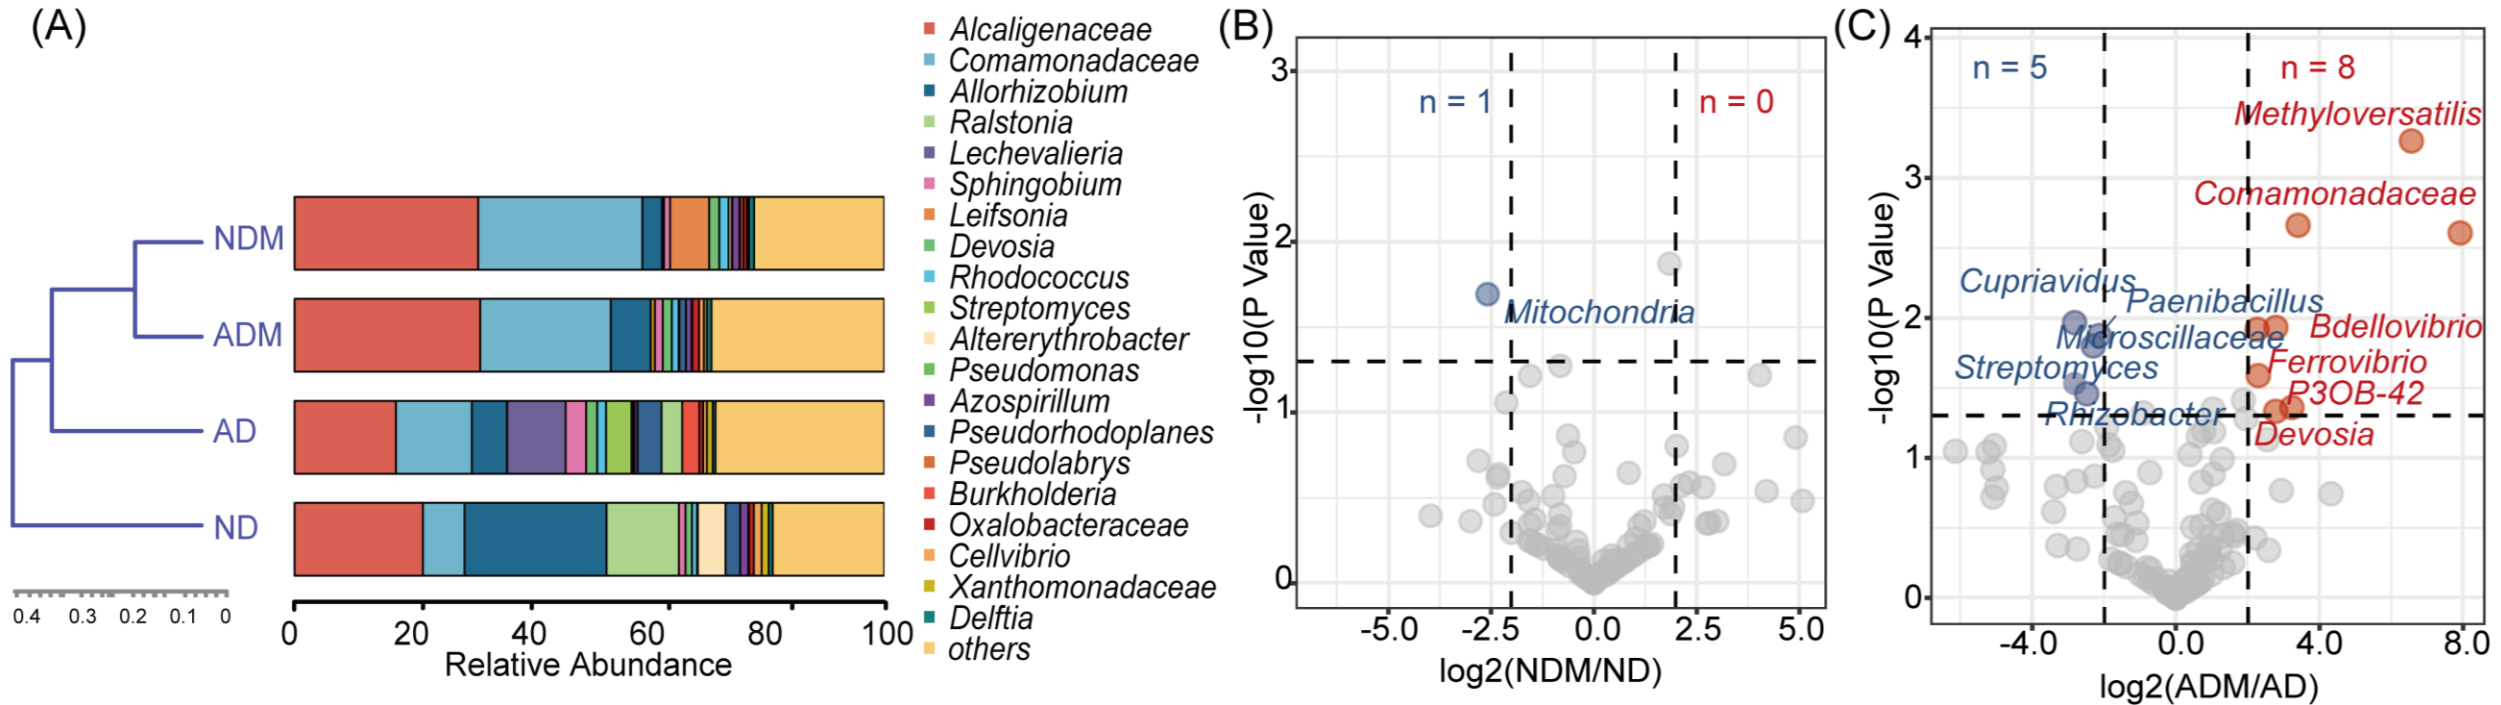 (A)
NDM
ADM
AD
ND
0.4 0.3 0.2 0.1 0
0 20 40 60 80 100
Relative Abundance
Alcaligenaceae
Comamonadaceae
Allorhizobium
Ralstonia
Lechevalieria
Sphingobium
Leifsonia
Devosia
Rhodococcus
Streptomyces
Altererythrobacter
Pseudomonas
Azospirillum
Pseudorhodoplanes
Pseudolabrys
Burkholderia
Oxalobacteraceae
Cellvibrio
Xanthomonadaceae
Delftia
others
(B)
n = 1
n = 0
Mitochondria
3
2
1
0
-log10(P Value)
-5.0 -2.5 0.0 2.5 5.0
log2(NDM/ND)
(C)
n = 5
n = 8
Methyloversatilis
Comamonadaceae
Cupriavidus
Paenibacillus
Bdellovibrio
Microscillaceae
Ferrovibrio
Streptomyces
P3OB-42
Rhizobacter
Devosia
4
3
2
1
0
-log10(P Value)
-4.0 0.0 4.0 8.0
log2(ADM/AD)